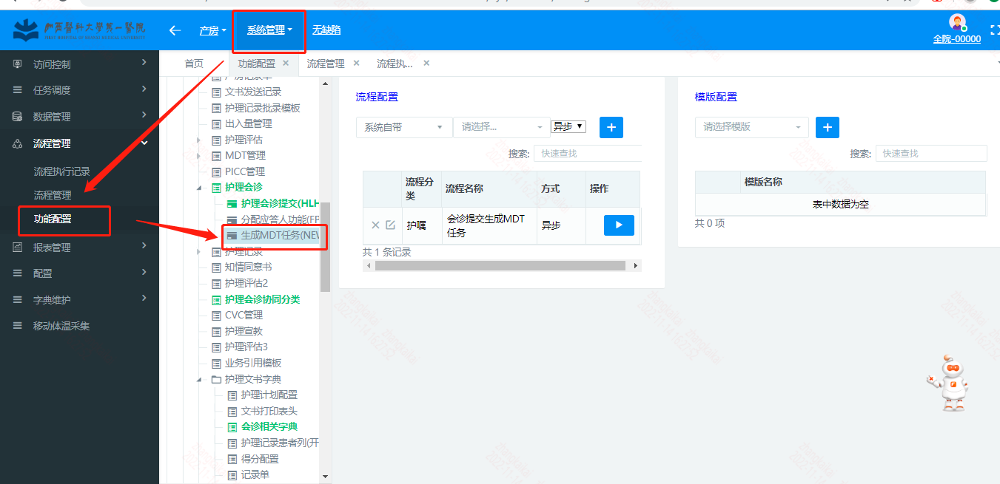 广西医科大学第一医院
FIRST HOSPITAL OF GUANGXI MEDICAL UNIVERSITY
产房 系统管理 无缺陷
全院-00000
访问控制
任务调度
数据管理
流程管理
流程执行记录
流程管理
功能配置
报表管理
配置
字典维护
移动体温采集
首页 功能配置 × 流程管理 × 流程执... ×
产房记录单
文书发送记录
护理记录批录模板
出入量管理
护理评估
MDT管理
PICC管理
护理会诊
护理会诊提交(HLH
分配应答人功能(FP
生成MDT任务(NEV
护理记录
知情同意书
护理评估2
护理会诊协同分类
CVC管理
护理宣教
护理评估3
业务引用模板
护理文书字典
护理计划配置
文书打印表头
会诊相关字典
护理记录患者列(开
得分配置
记录单
流程配置
系统自带 请选择... 异步 +
搜索: 快速查找
流程分类 流程名称 方式 操作
护嘱 会诊提交生成MDT任务 异步
共 1 条记录
模版配置
请选择模版 +
搜索: 快速查找
模版名称
表中数据为空
共 0 项